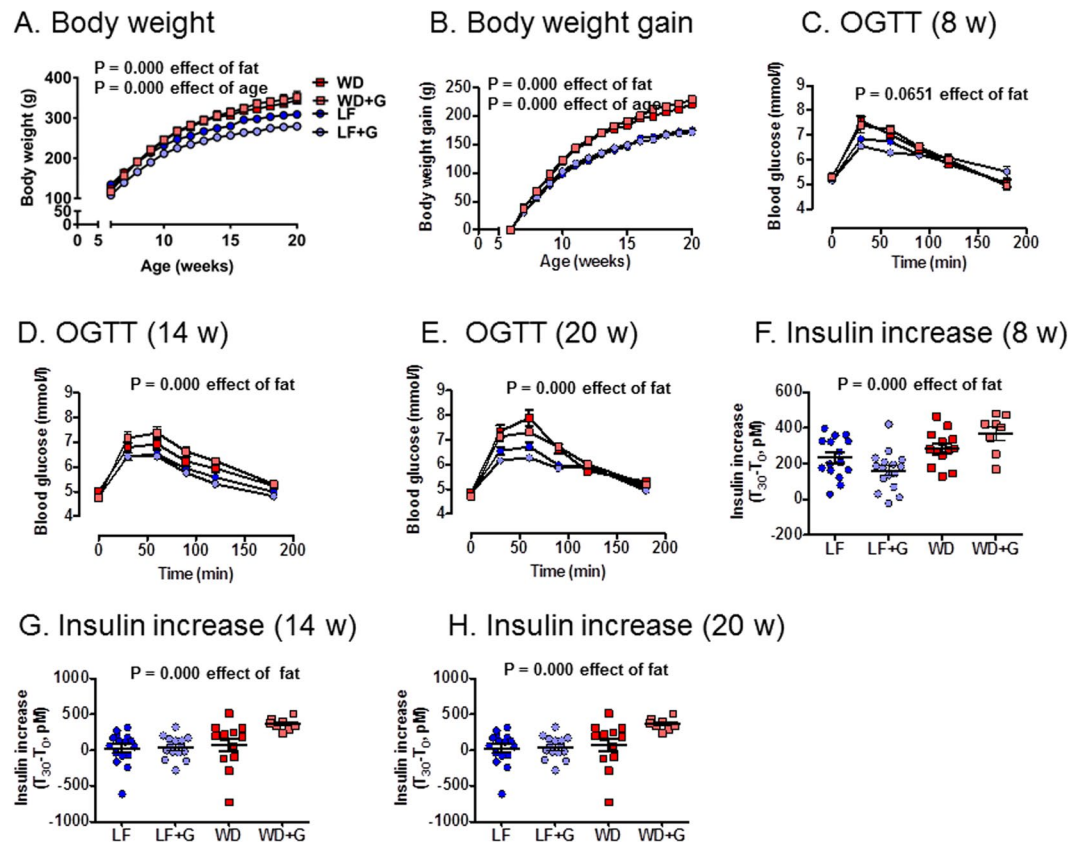 A. Body weight
P = 0.000 effect of fat
P = 0.000 effect of age
WD
WD+G
LF
LF+G
Body weight (g)
400
300
200
100
50
0
0 5 10 15 20
Age (weeks)
B. Body weight gain
P = 0.000 effect of fat
P = 0.000 effect of age
Body weight gain (g)
250
200
150
100
50
0
0 5 10 15 20
Age (weeks)
C. OGTT (8 w)
P = 0.0651 effect of fat
Blood glucose (mmol/l)
9
8
7
6
5
4
0 50 100 150 200
Time (min)
D. OGTT (14 w)
P = 0.000 effect of fat
Blood glucose (mmol/l)
9
8
7
6
5
4
0 50 100 150 200
Time (min)
E. OGTT (20 w)
P = 0.000 effect of fat
Blood glucose (mmol/l)
9
8
7
6
5
4
0 50 100 150 200
Time (min)
F. Insulin increase (8 w)
P = 0.000 effect of fat
Insulin increase
(T30-T0, pM)
600
400
200
0
-200
LF LF+G WD WD+G
G. Insulin increase (14 w)
P = 0.000 effect of fat
Insulin increase
(T30-T0, pM)
1000
500
0
-500
-1000
LF LF+G WD WD+G
H. Insulin increase (20 w)
P = 0.000 effect of fat
Insulin increase
(T30-T0, pM)
1000
500
0
-500
-1000
LF LF+G WD WD+G